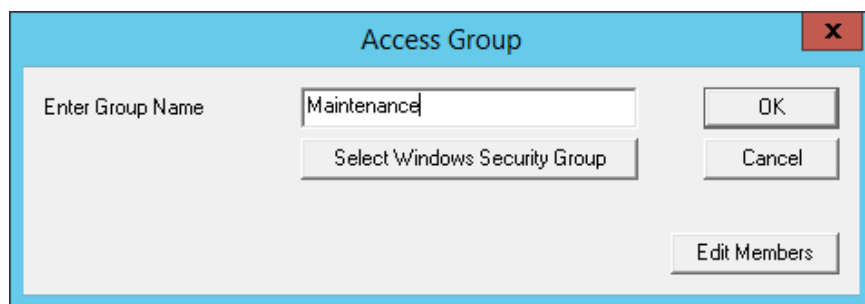 Access Group
x
Enter Group Name Maintenance OK
Select Windows Security Group Cancel
Edit Members